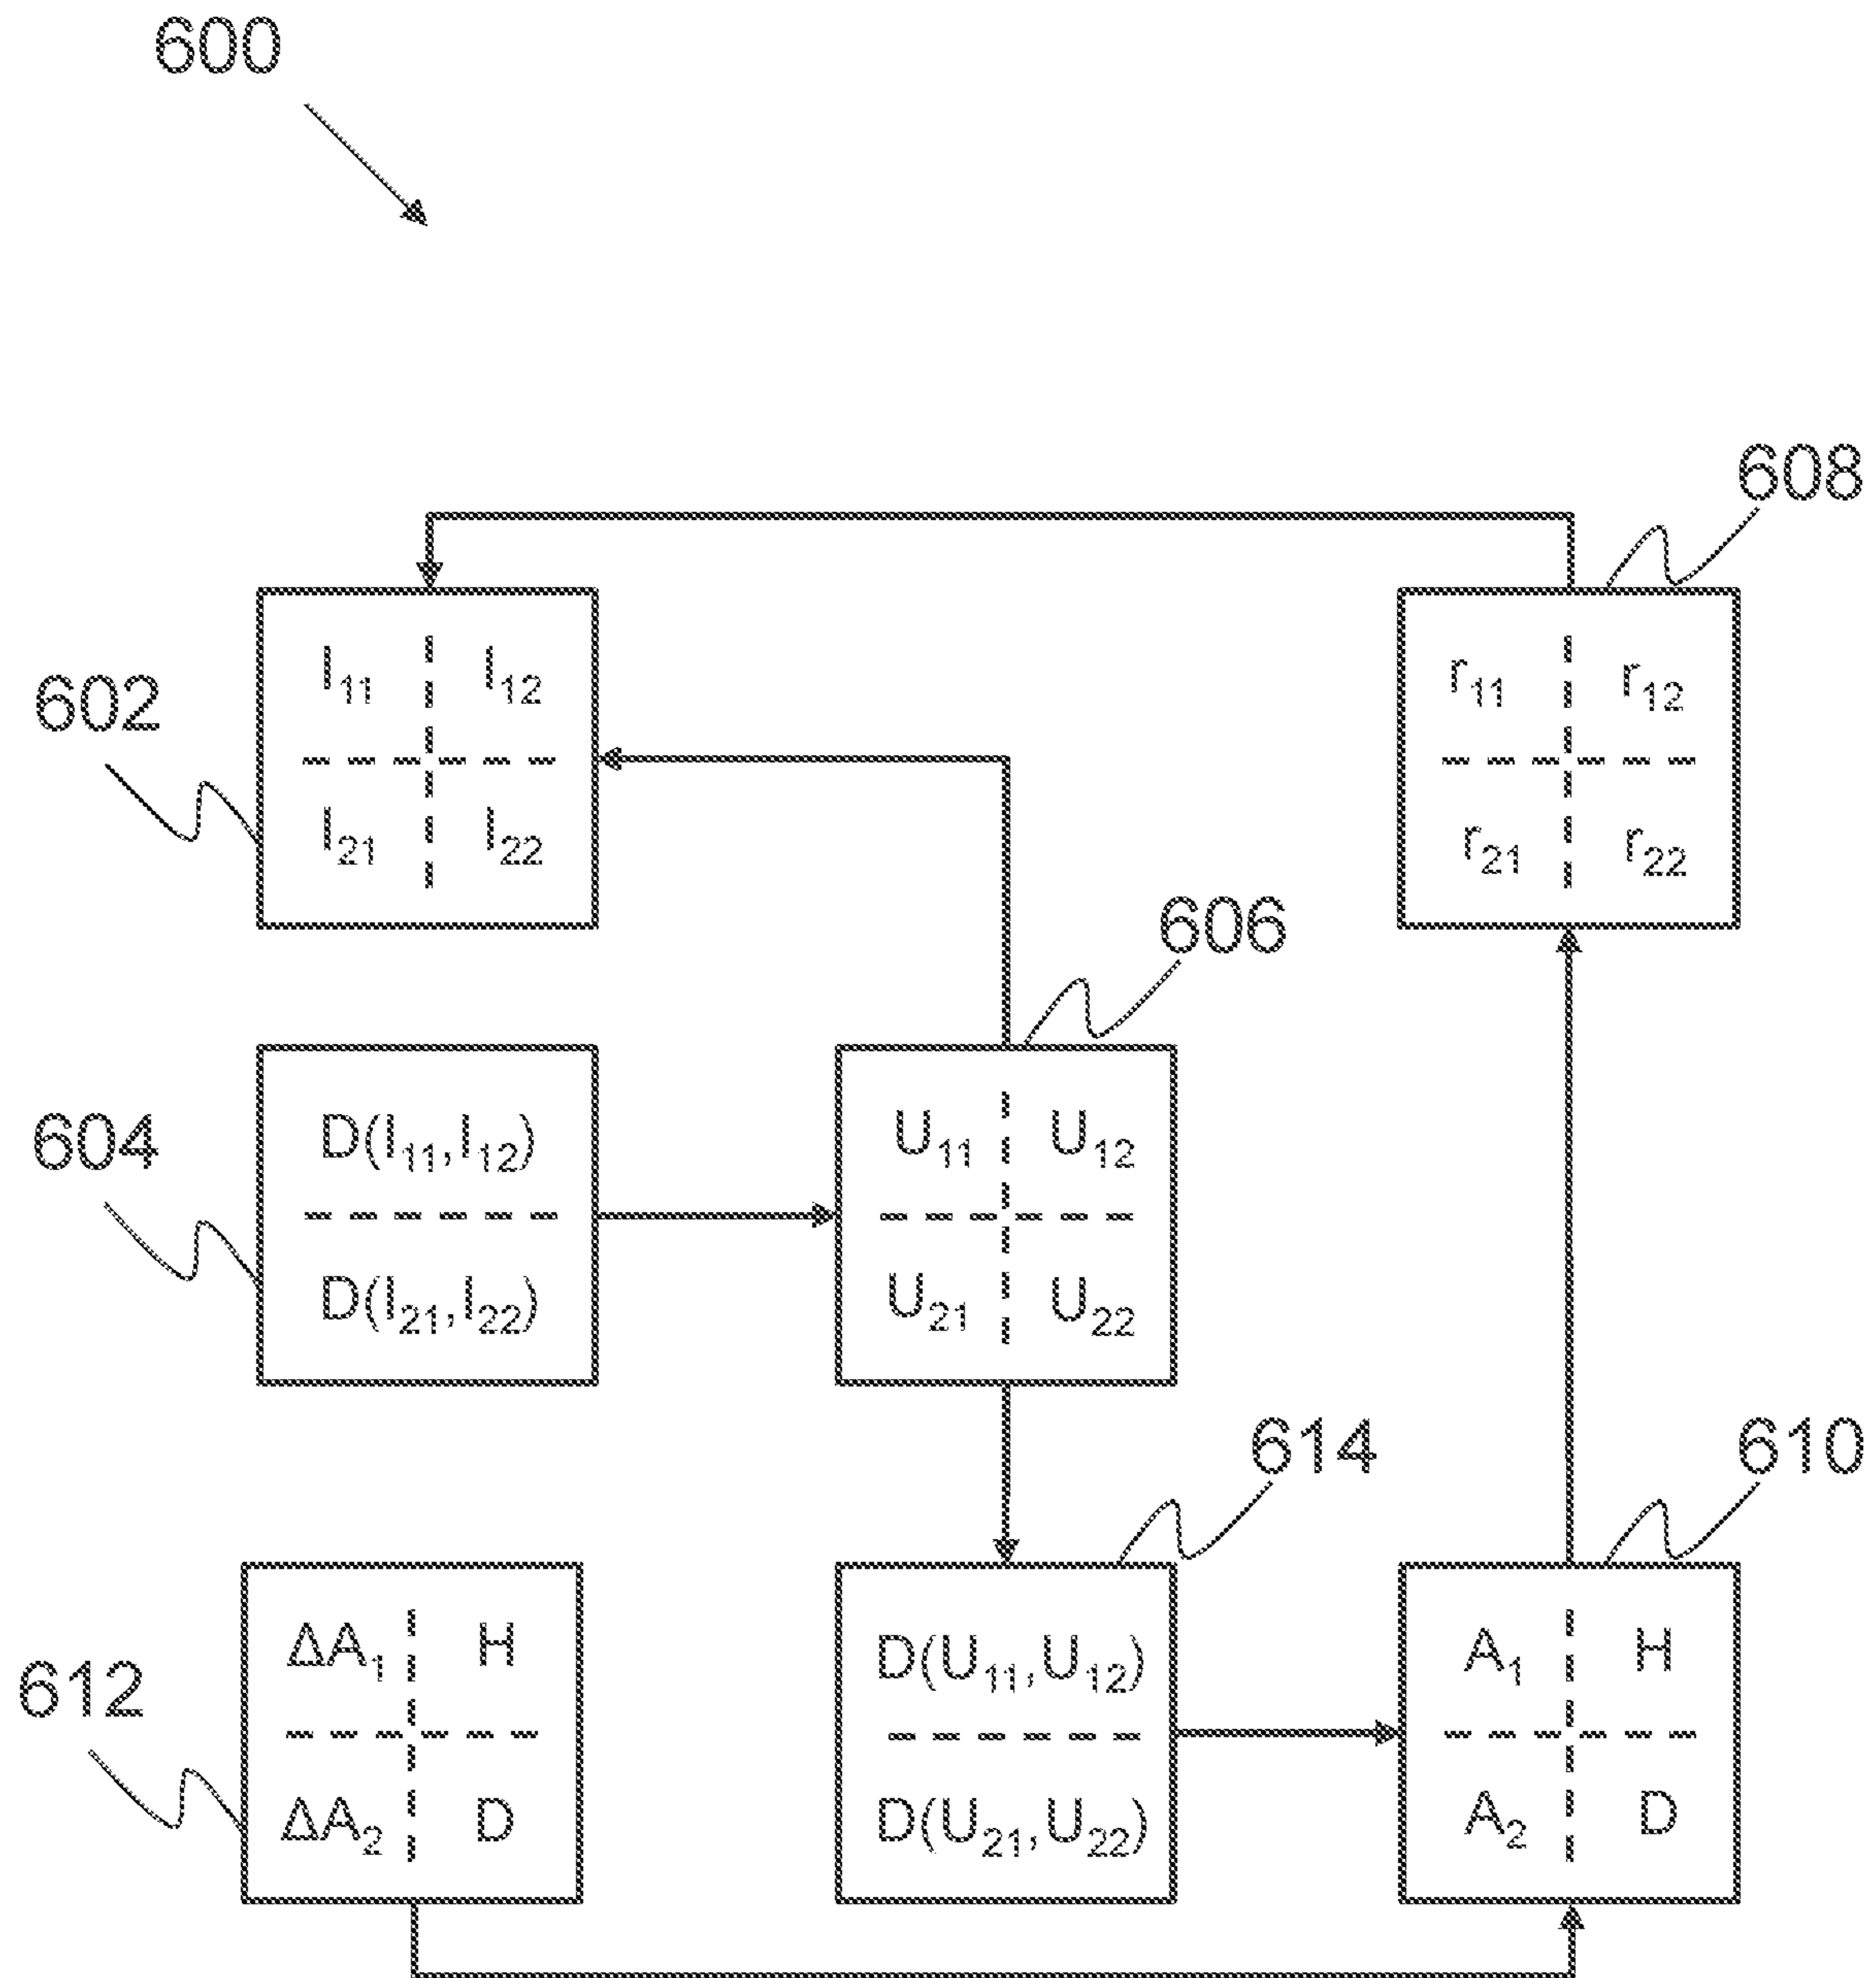 600
608
I₁₁ I₁₂
r₁₁ r₁₂
602
I₂₁ I₂₂
r₂₁ r₂₂
606
D(I₁₁,I₁₂)
U₁₁ U₁₂
604
D(I₂₁,I₂₂)
U₂₁ U₂₂
614
610
ΔA₁ H
D(U₁₁,U₁₂)
A₁ H
612
ΔA₂ D
D(U₂₁,U₂₂)
A₂ D